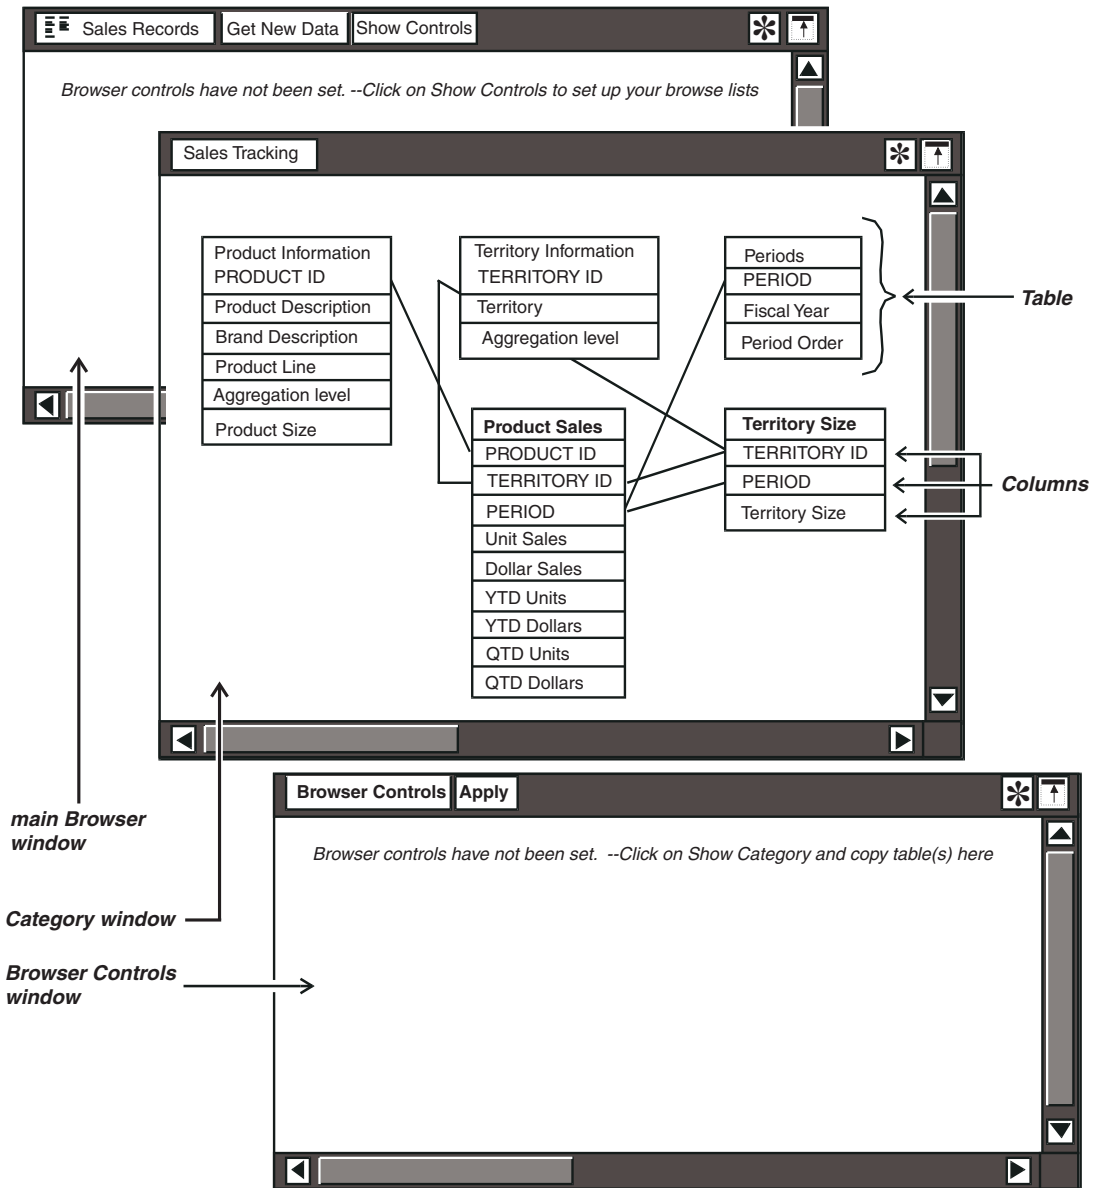 Sales Records
Get New Data
Show Controls
Browser controls have not been set. --Click on Show Controls to set up your browse lists
Sales Tracking
Product Information
PRODUCT ID
Product Description
Brand Description
Product Line
Aggregation level
Product Size
Territory Information
TERRITORY ID
Territory
Aggregation level
Periods
PERIOD
Fiscal Year
Period Order
Table
Product Sales
PRODUCT ID
TERRITORY ID
PERIOD
Unit Sales
Dollar Sales
YTD Units
YTD Dollars
QTD Units
QTD Dollars
Territory Size
TERRITORY ID
PERIOD
Territory Size
Columns
main Browser
window
Category window
Browser Controls
window
Browser Controls
Apply
Browser controls have not been set. --Click on Show Category and copy table(s) here